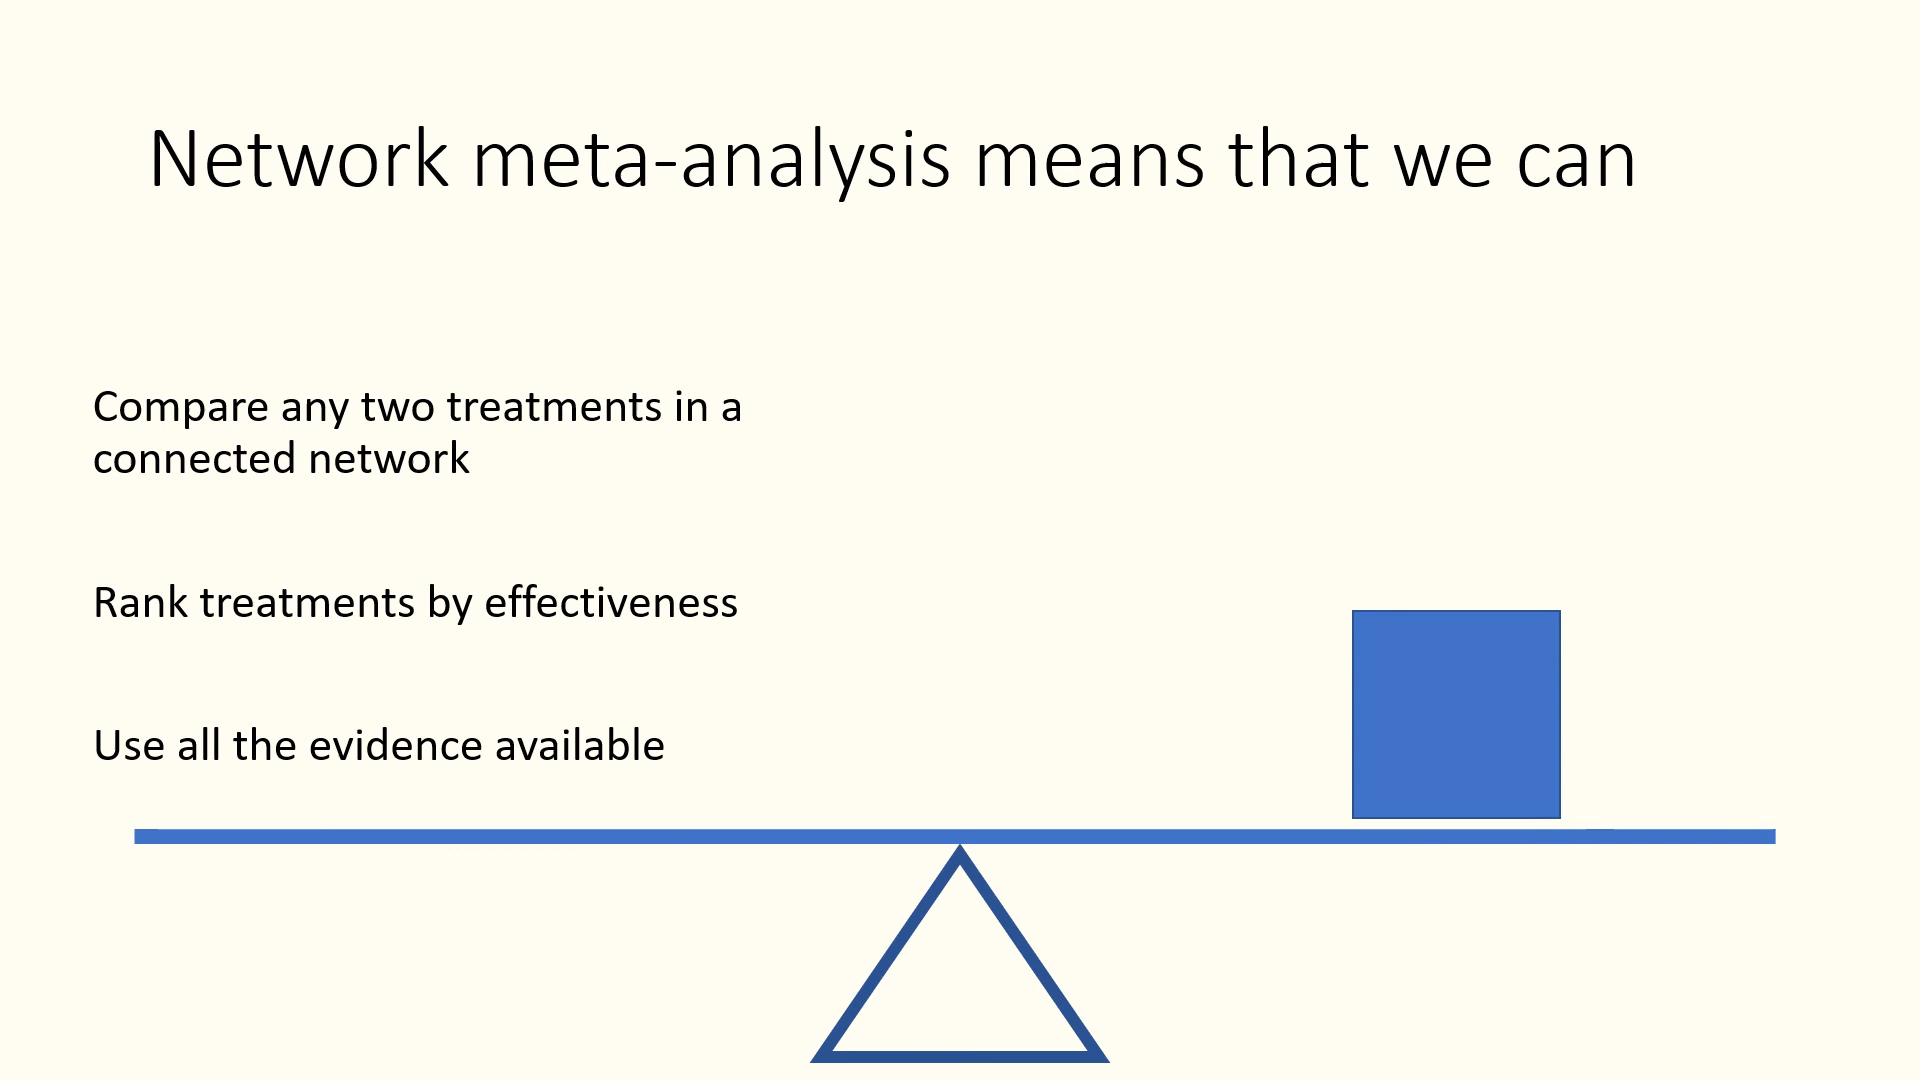 Network meta-analysis means that we can
Compare any two treatments in a
connected network
Rank treatments by effectiveness
Use all the evidence available